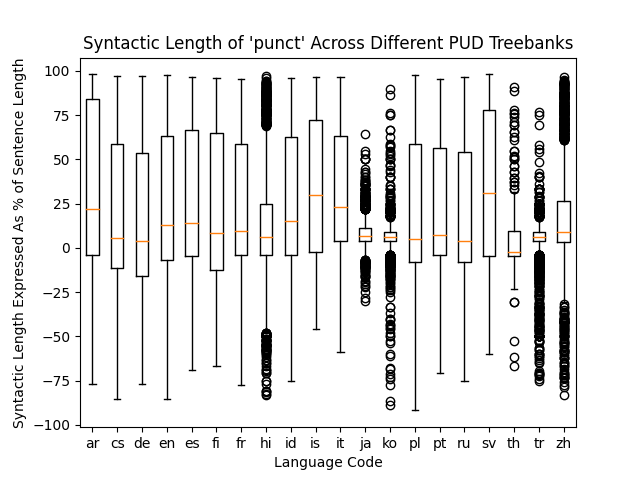 Syntactic Length of 'punct' Across Different PUD Treebanks
Syntactic Length Expressed As % of Sentence Length
100
75
50
25
0
−25
−50
−75
−100
ar cs de en es fi fr hi id is it ja ko pl pt ru sv th tr zh
Language Code